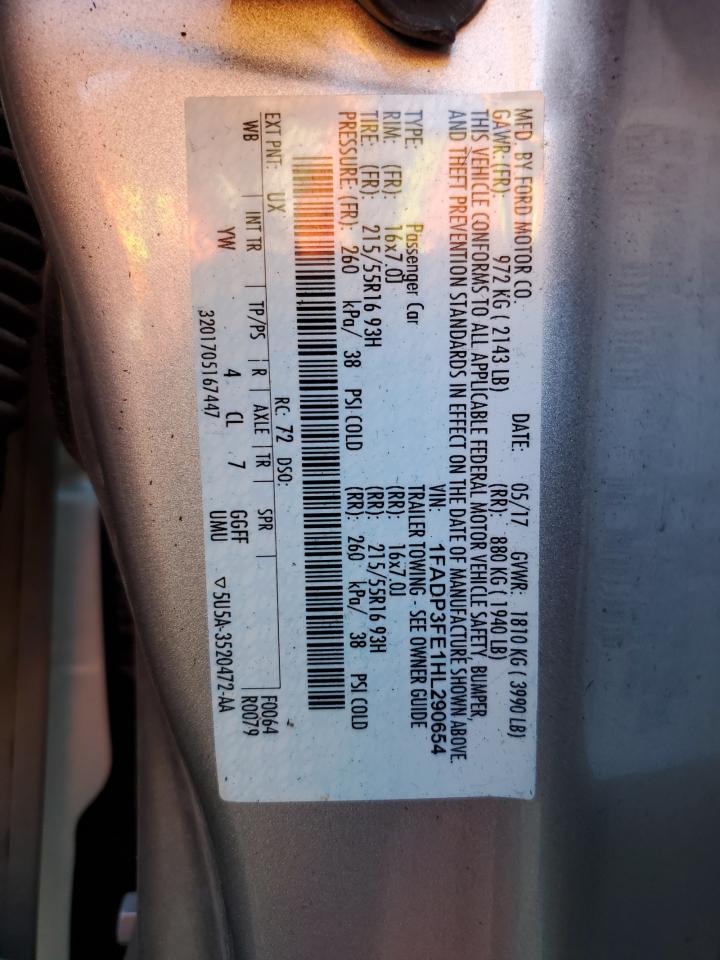 MFD. BY FORD MOTOR CO.
DATE: 05/17 GVWR: 1810 KG ( 3990 LB)
GAWR: (FR): 972 KG ( 2143 LB) (RR): 880 KG ( 1940 LB)
THIS VEHICLE CONFORMS TO ALL APPLICABLE FEDERAL MOTOR VEHICLE SAFETY, BUMPER,
AND THEFT PREVENTION STANDARDS IN EFFECT ON THE DATE OF MANUFACTURE SHOWN ABOVE.
VIN: 1FADP3FE1HL290654
TYPE: Passenger Car TRAILER TOWING - SEE OWNER GUIDE
RIM: (FR): 16x7.0J (RR): 16x7.0J
TIRE: (FR): 215/55R16 93H (RR): 215/55R16 93H
PRESSURE: (FR): 260 kPa/ 38 PSI COLD (RR): 260 kPa/ 38 PSI COLD
RC: 72 DSO:
F0064
EXT PNT: UX R0079
WB INT TR TP/PS R AXLE TR SPR
YW 4 CL 7 GGFF
UMU
3201705167447 ▽5U5A-3520472-AA